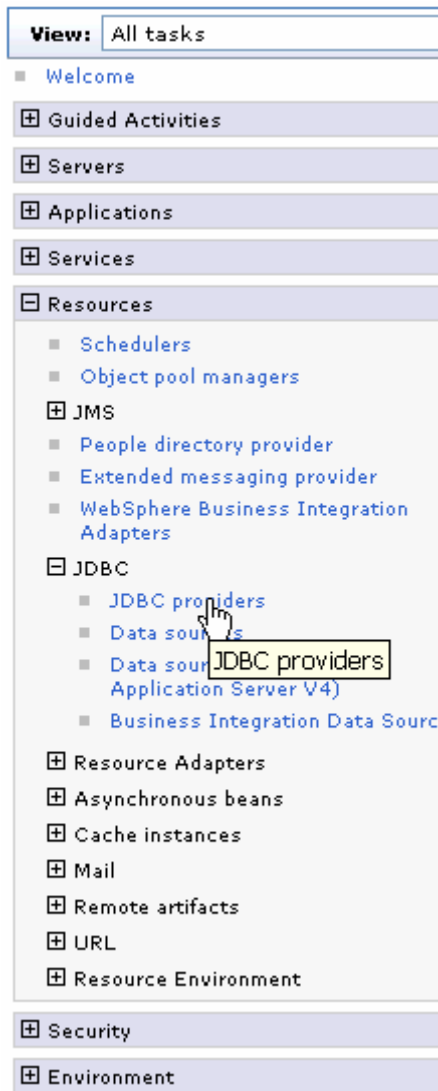 View: All tasks
Welcome
Guided Activities
Servers
Applications
Services
Resources
Schedulers
Object pool managers
JMS
People directory provider
Extended messaging provider
WebSphere Business Integration
Adapters
JDBC
JDBC providers
Data sources
JDBC providers
Data sour
Application Server V4)
Business Integration Data Sourc
Resource Adapters
Asynchronous beans
Cache instances
Mail
Remote artifacts
URL
Resource Environment
Security
Environment